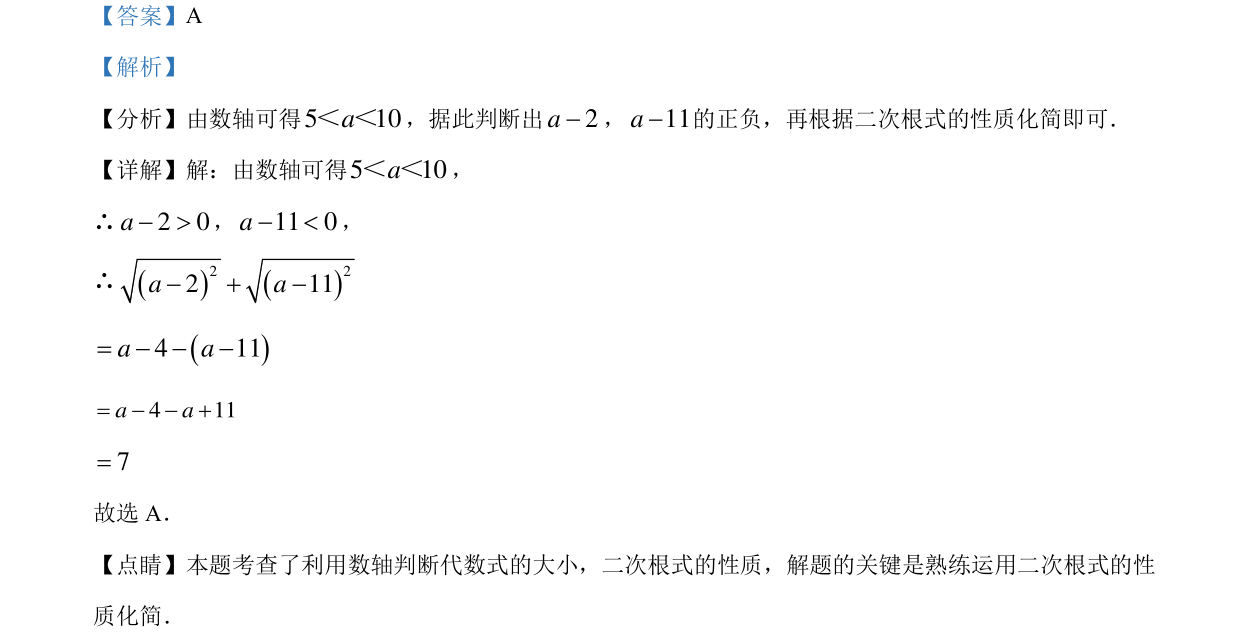 【答案】A
【解析】
【分析】由数轴可得5＜a＜10，据此判断出a－2，a－11的正负，再根据二次根式的性质化简即可．
【详解】解：由数轴可得5＜a＜10，
∴a－2＞0，a－11＜0，
∴√(a－2)²＋√(a－11)²
＝a－4－(a－11)
＝a－4－a＋11
＝7
故选 A．
【点睛】本题考查了利用数轴判断代数式的大小，二次根式的性质，解题的关键是熟练运用二次根式的性
质化简．